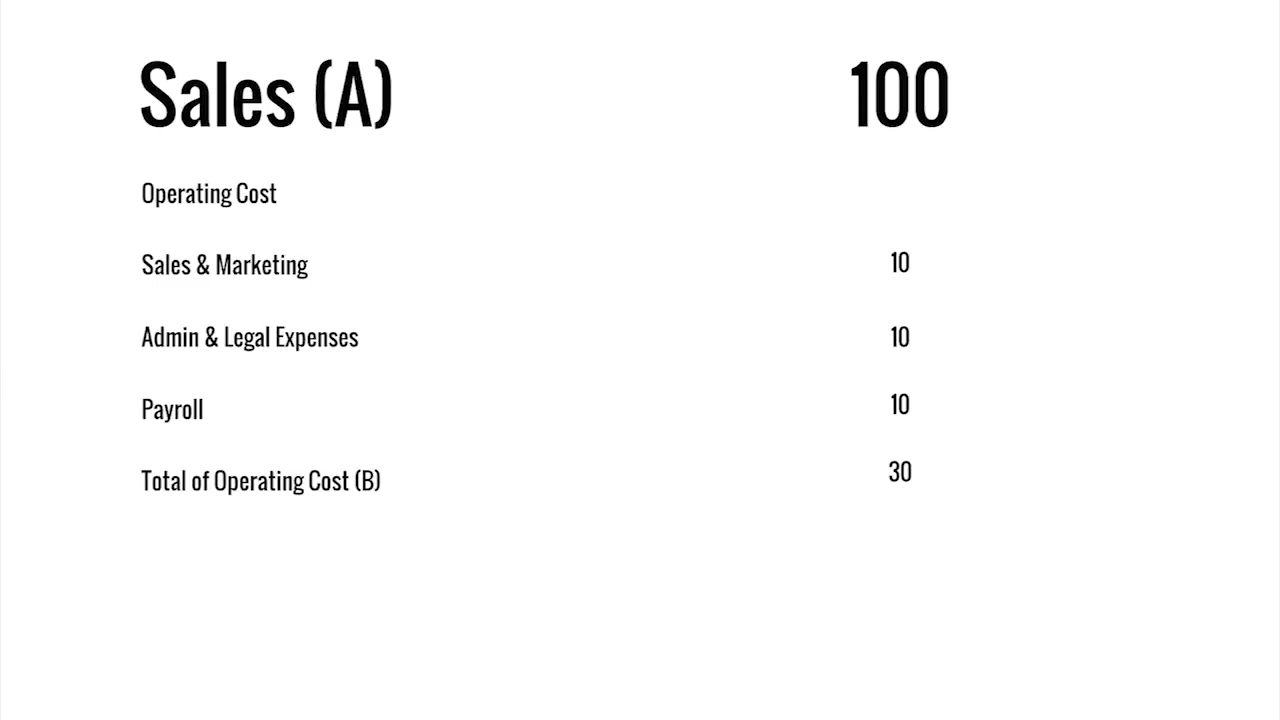 Sales (A) 100
Operating Cost
Sales & Marketing 10
Admin & Legal Expenses 10
Payroll 10
Total of Operating Cost (B) 30